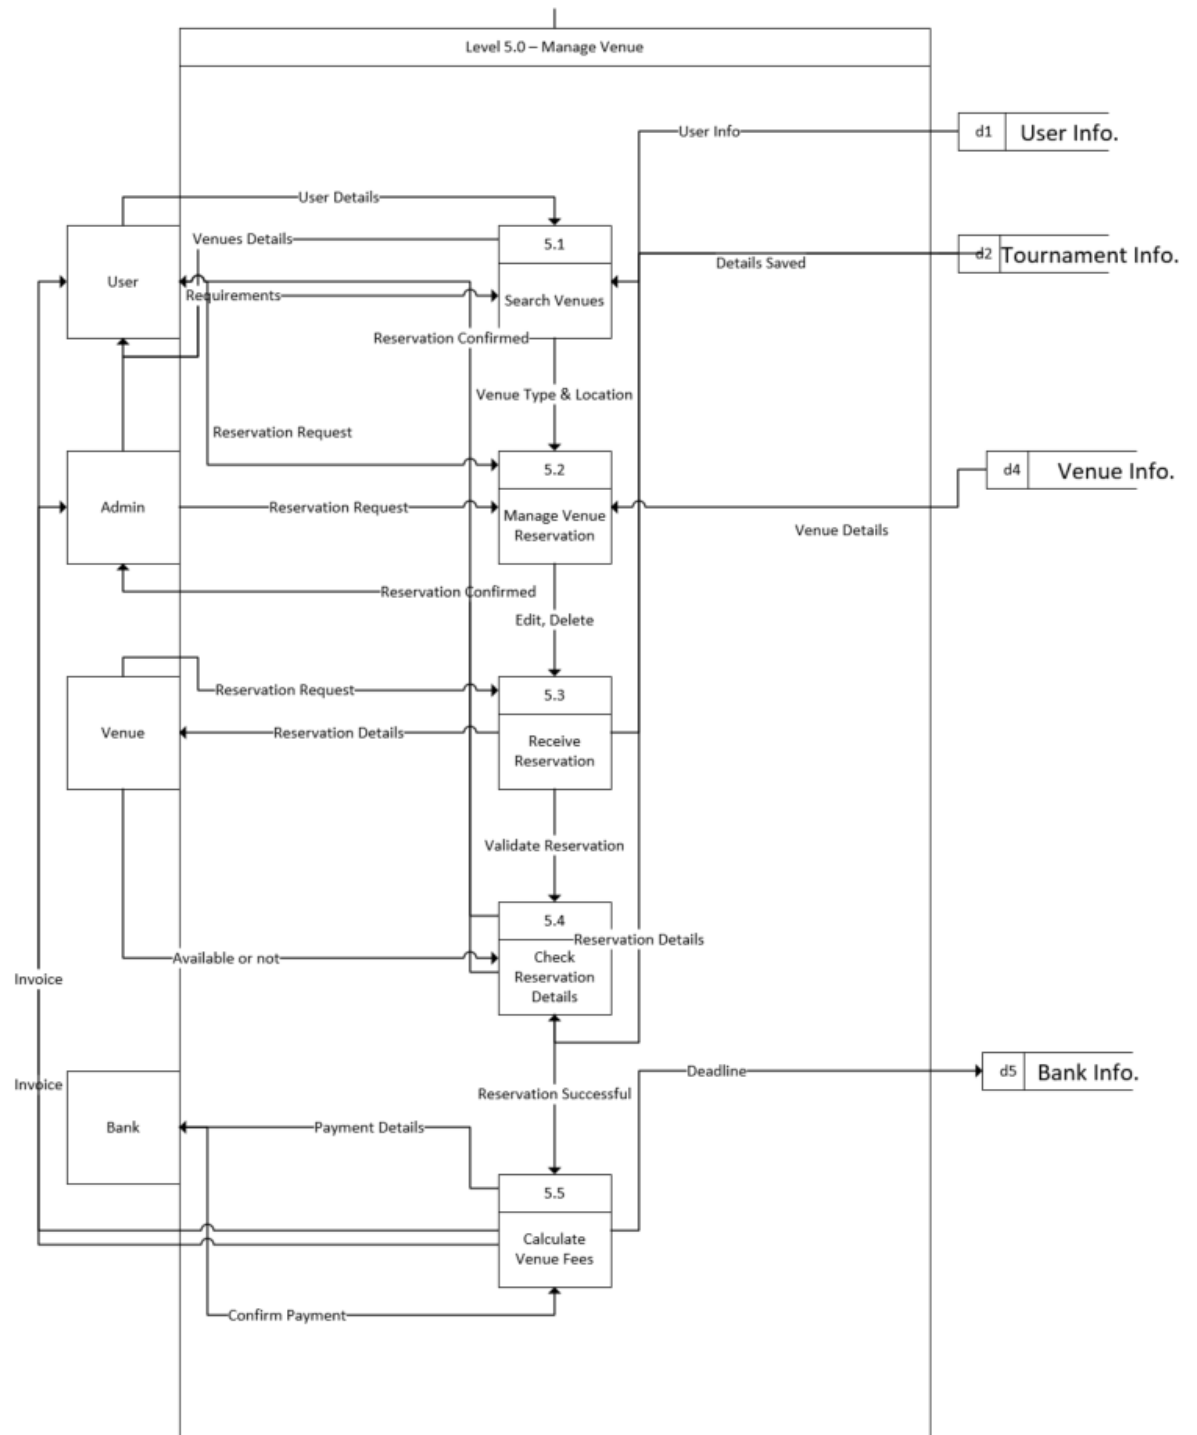 Level 5.0 – Manage Venue
User Info
d1 User Info.
User Details
Venues Details
5.1
d2 Tournament Info.
Details Saved
User
Requirements
Search Venues
Reservation Confirmed
Venue Type & Location
Reservation Request
5.2
d4 Venue Info.
Admin
Reservation Request
Manage Venue
Reservation
Venue Details
Reservation Confirmed
Edit, Delete
Reservation Request
5.3
Venue
Reservation Details
Receive
Reservation
Validate Reservation
5.4
Reservation Details
Available or not
Check
Reservation
Details
Invoice
Deadline
d5 Bank Info.
Invoice
Reservation Successful
Bank
Payment Details
5.5
Calculate
Venue Fees
Confirm Payment